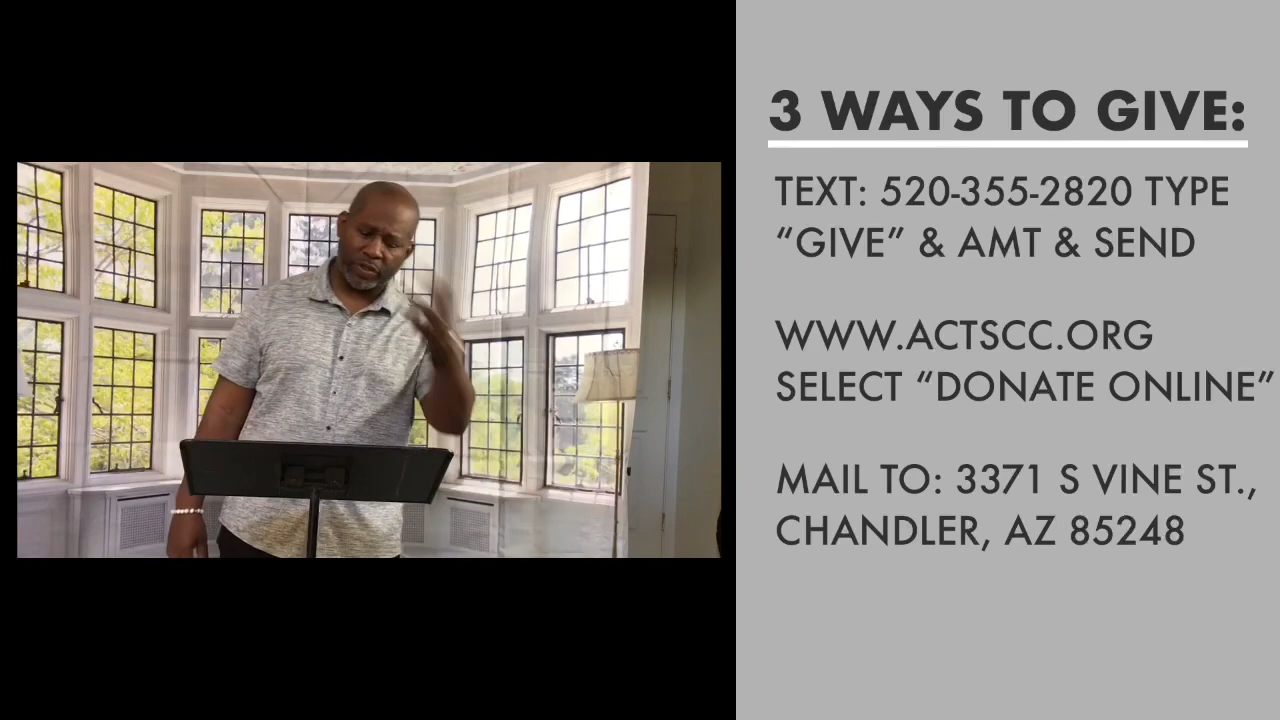 3 WAYS TO GIVE:
TEXT: 520-355-2820 TYPE
“GIVE” & AMT & SEND
WWW.ACTSCC.ORG
SELECT “DONATE ONLINE”
MAIL TO: 3371 S VINE ST.,
CHANDLER, AZ 85248